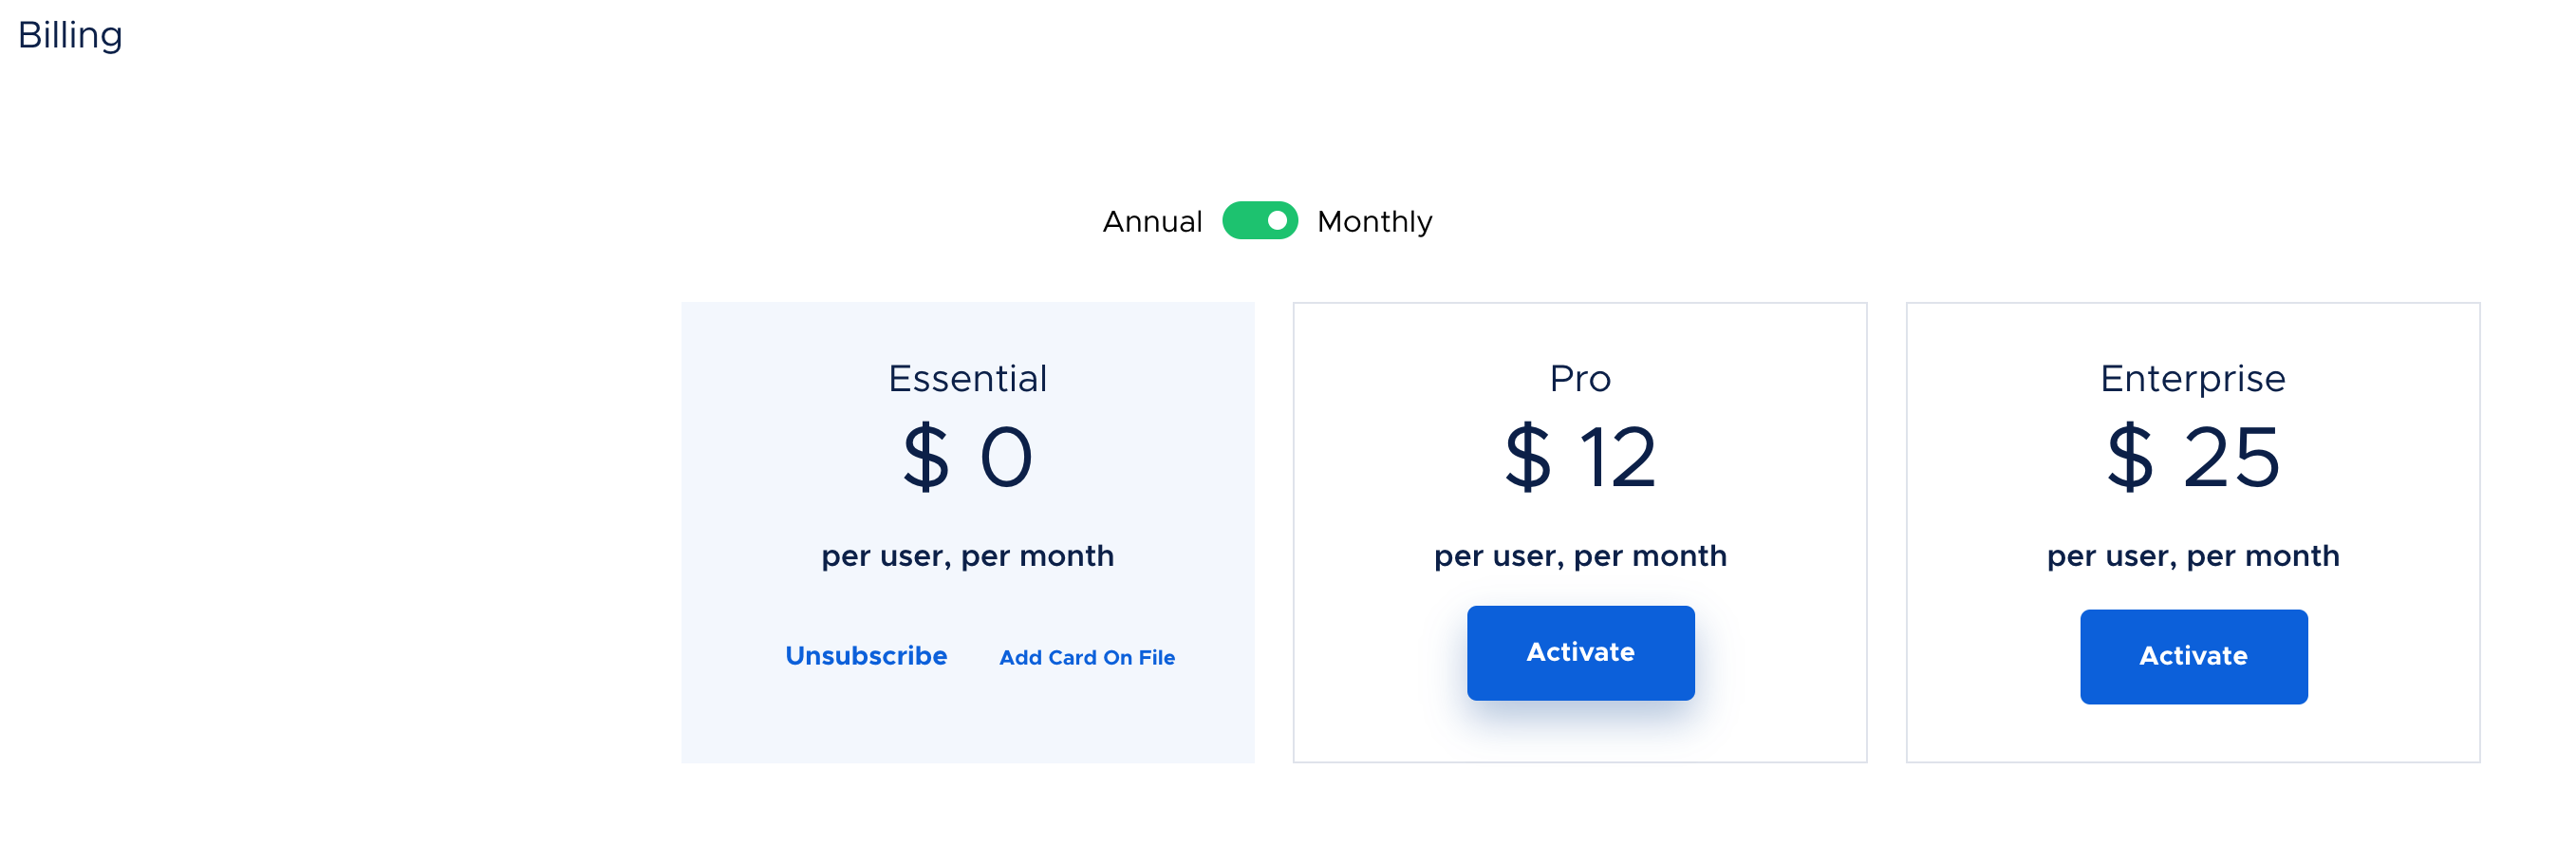 Billing
Annual Monthly
Essential
$ 0
per user, per month
Unsubscribe Add Card On File
Pro
$ 12
per user, per month
Activate
Enterprise
$ 25
per user, per month
Activate